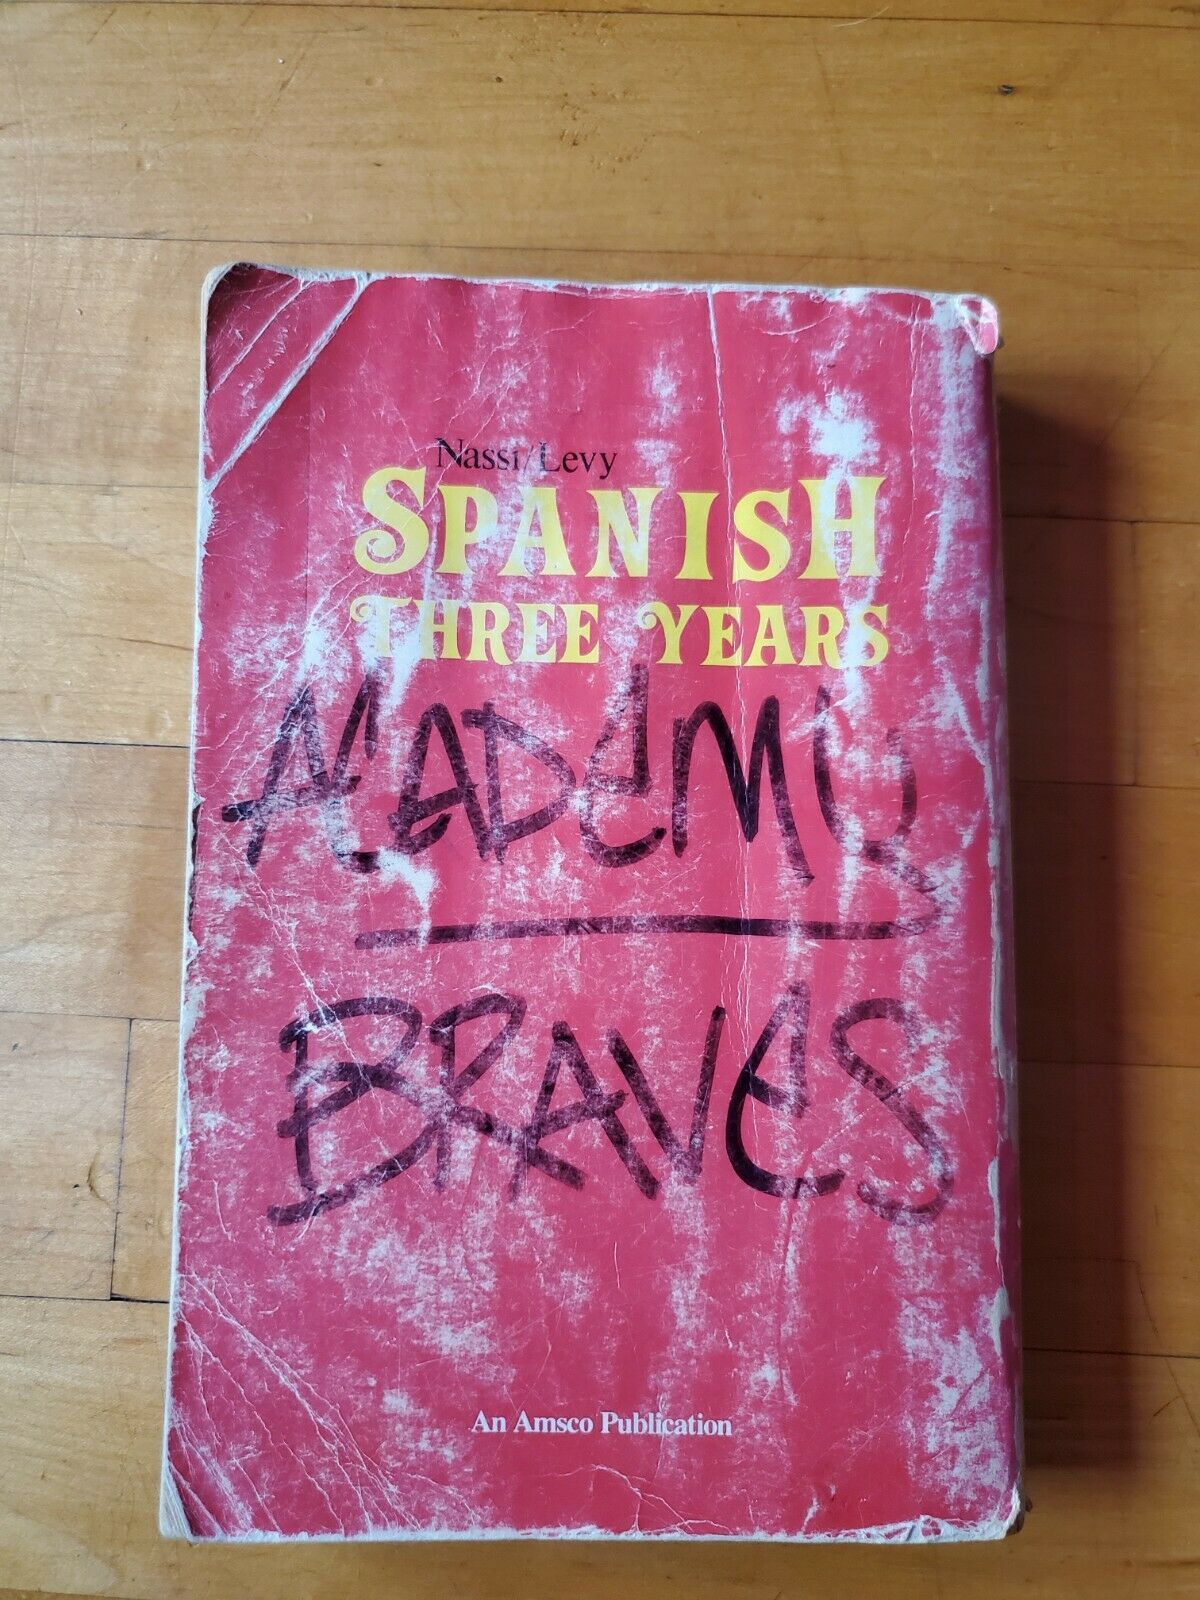 Nassi/Levy
SPANISH
THREE YEARS
ACADEMY
BRAVES
An Amsco Publication